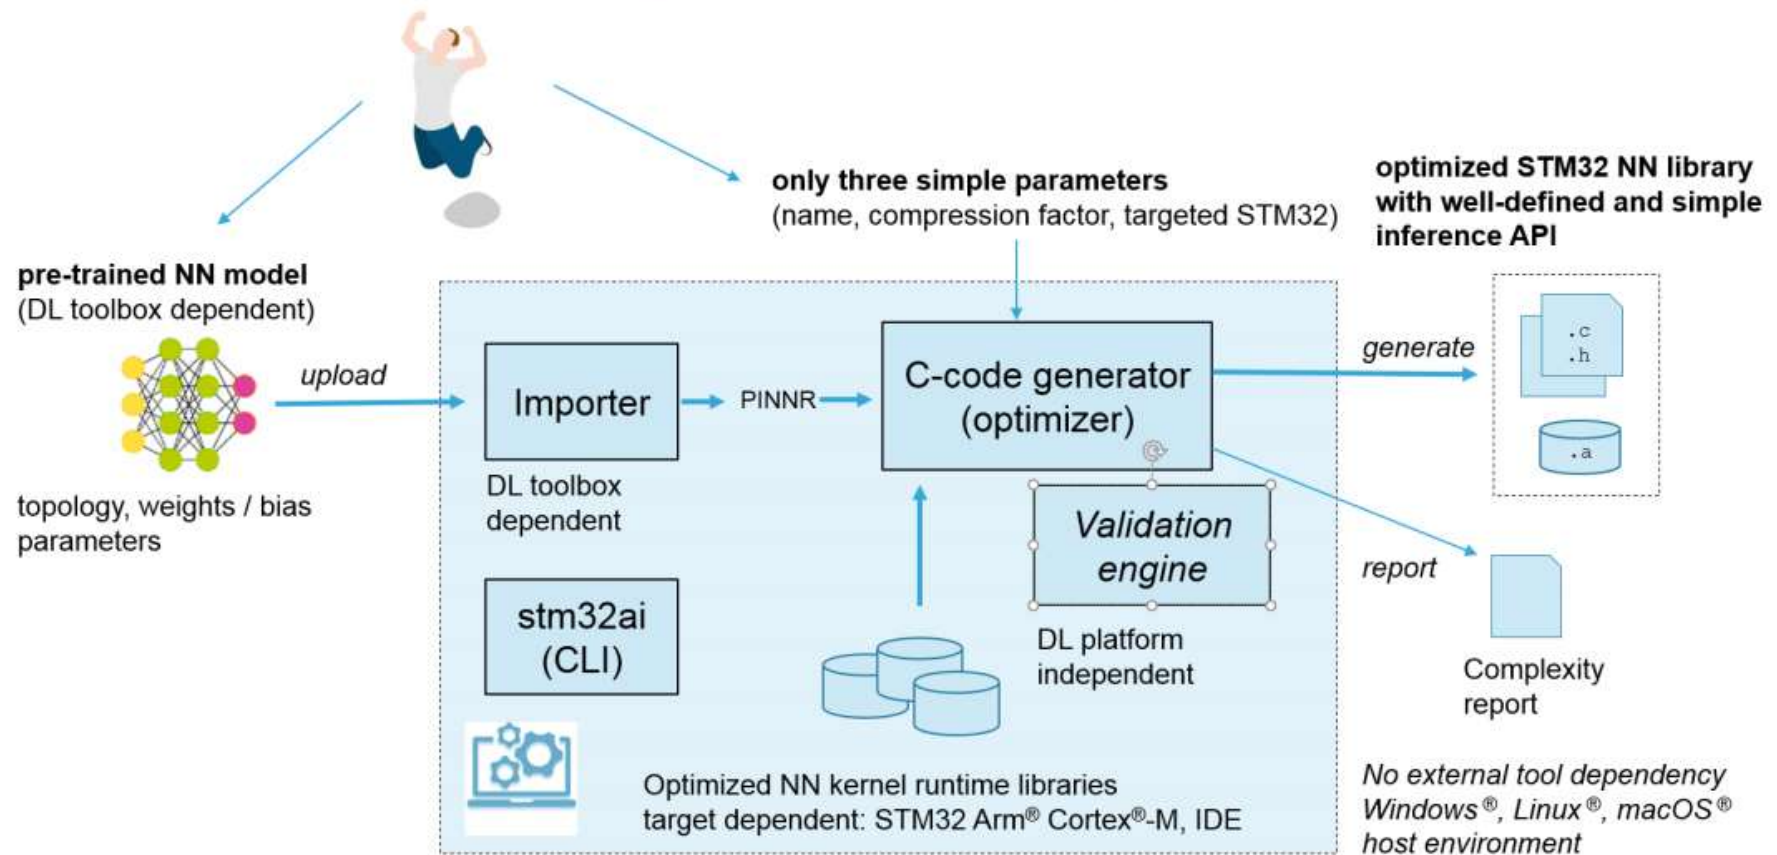 only three simple parameters
(name, compression factor, targeted STM32)
optimized STM32 NN library
with well-defined and simple
inference API
pre-trained NN model
(DL toolbox dependent)
upload
topology, weights / bias
parameters
Importer
DL toolbox
dependent
PINNR
C-code generator
(optimizer)
generate
.c
.h
.a
Validation
engine
DL platform
independent
report
Complexity
report
stm32ai
(CLI)
Optimized NN kernel runtime libraries
target dependent: STM32 Arm® Cortex®-M, IDE
No external tool dependency
Windows®, Linux®, macOS®
host environment